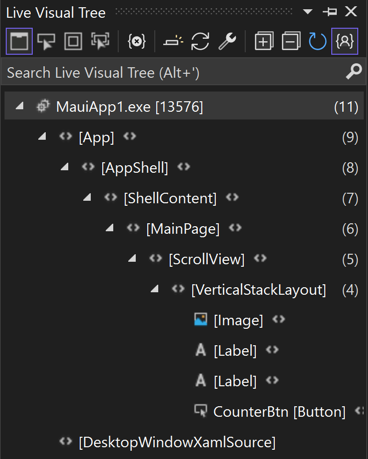 Live Visual Tree
Search Live Visual Tree (Alt+')
MauiApp1.exe [13576] (11)
[App] (9)
[AppShell] (8)
[ShellContent] (7)
[MainPage] (6)
[ScrollView] (5)
[VerticalStackLayout] (4)
[Image]
[Label]
[Label]
CounterBtn [Button]
[DesktopWindowXamlSource]